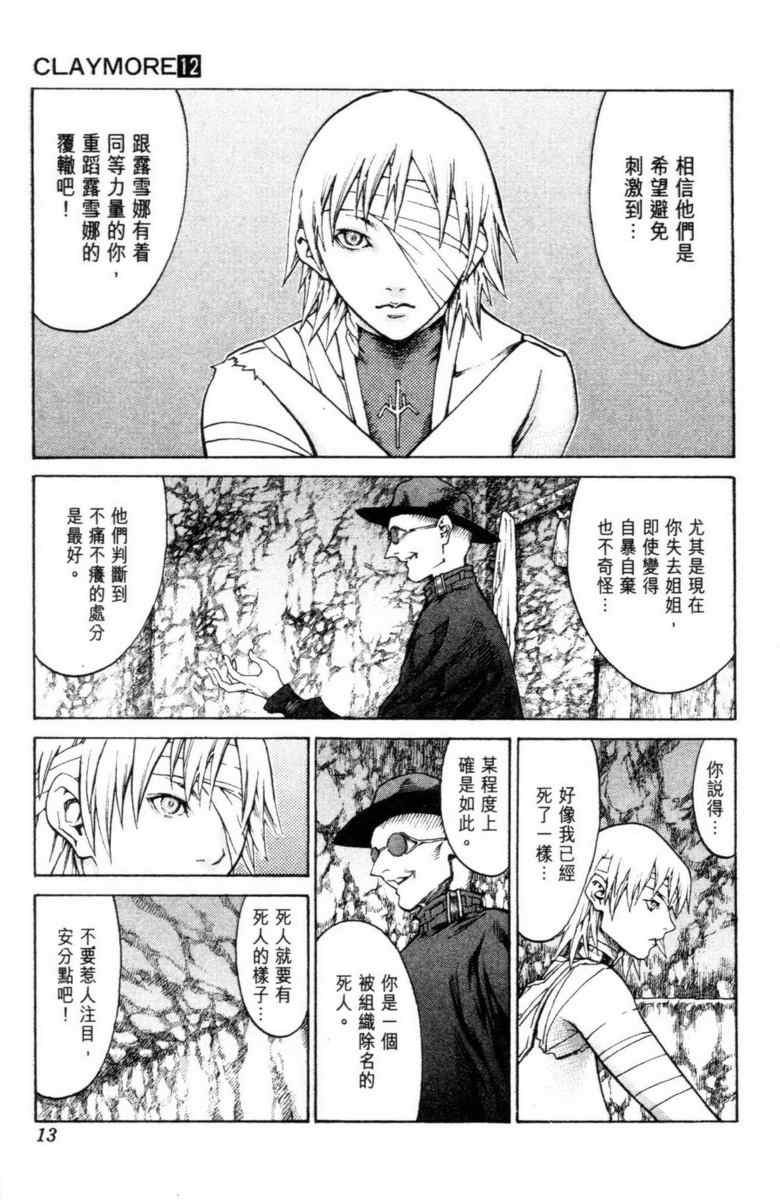 CLAYMORE 12
相信他們是
希望避免
刺激到…
跟露雪娜有着
同等力量的你，
重蹈露雪娜的
覆轍吧！
尤其是現在
你失去姐姐，
即使變得
自暴自棄
也不奇怪…
他們判斷到
不痛不癢的處分
是最好。
你説得…
好像我已經
死了一樣…
某程度上
確是如此。
你是一個
被組織除名的
死人。
死人就要有
死人的樣子…
不要惹人注目，
安分點吧！
13